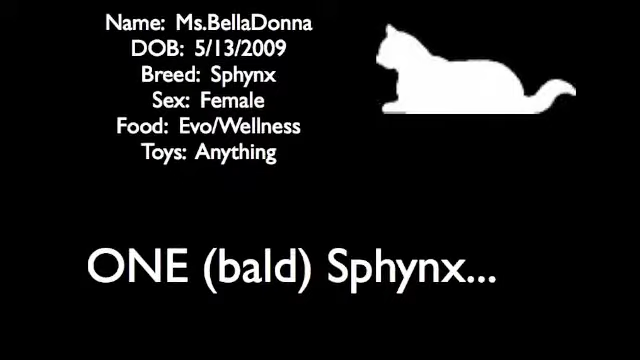 Name: Ms.BellaDonna
DOB: 5/13/2009
Breed: Sphynx
Sex: Female
Food: Evo/Wellness
Toys: Anything
ONE (bald) Sphynx...